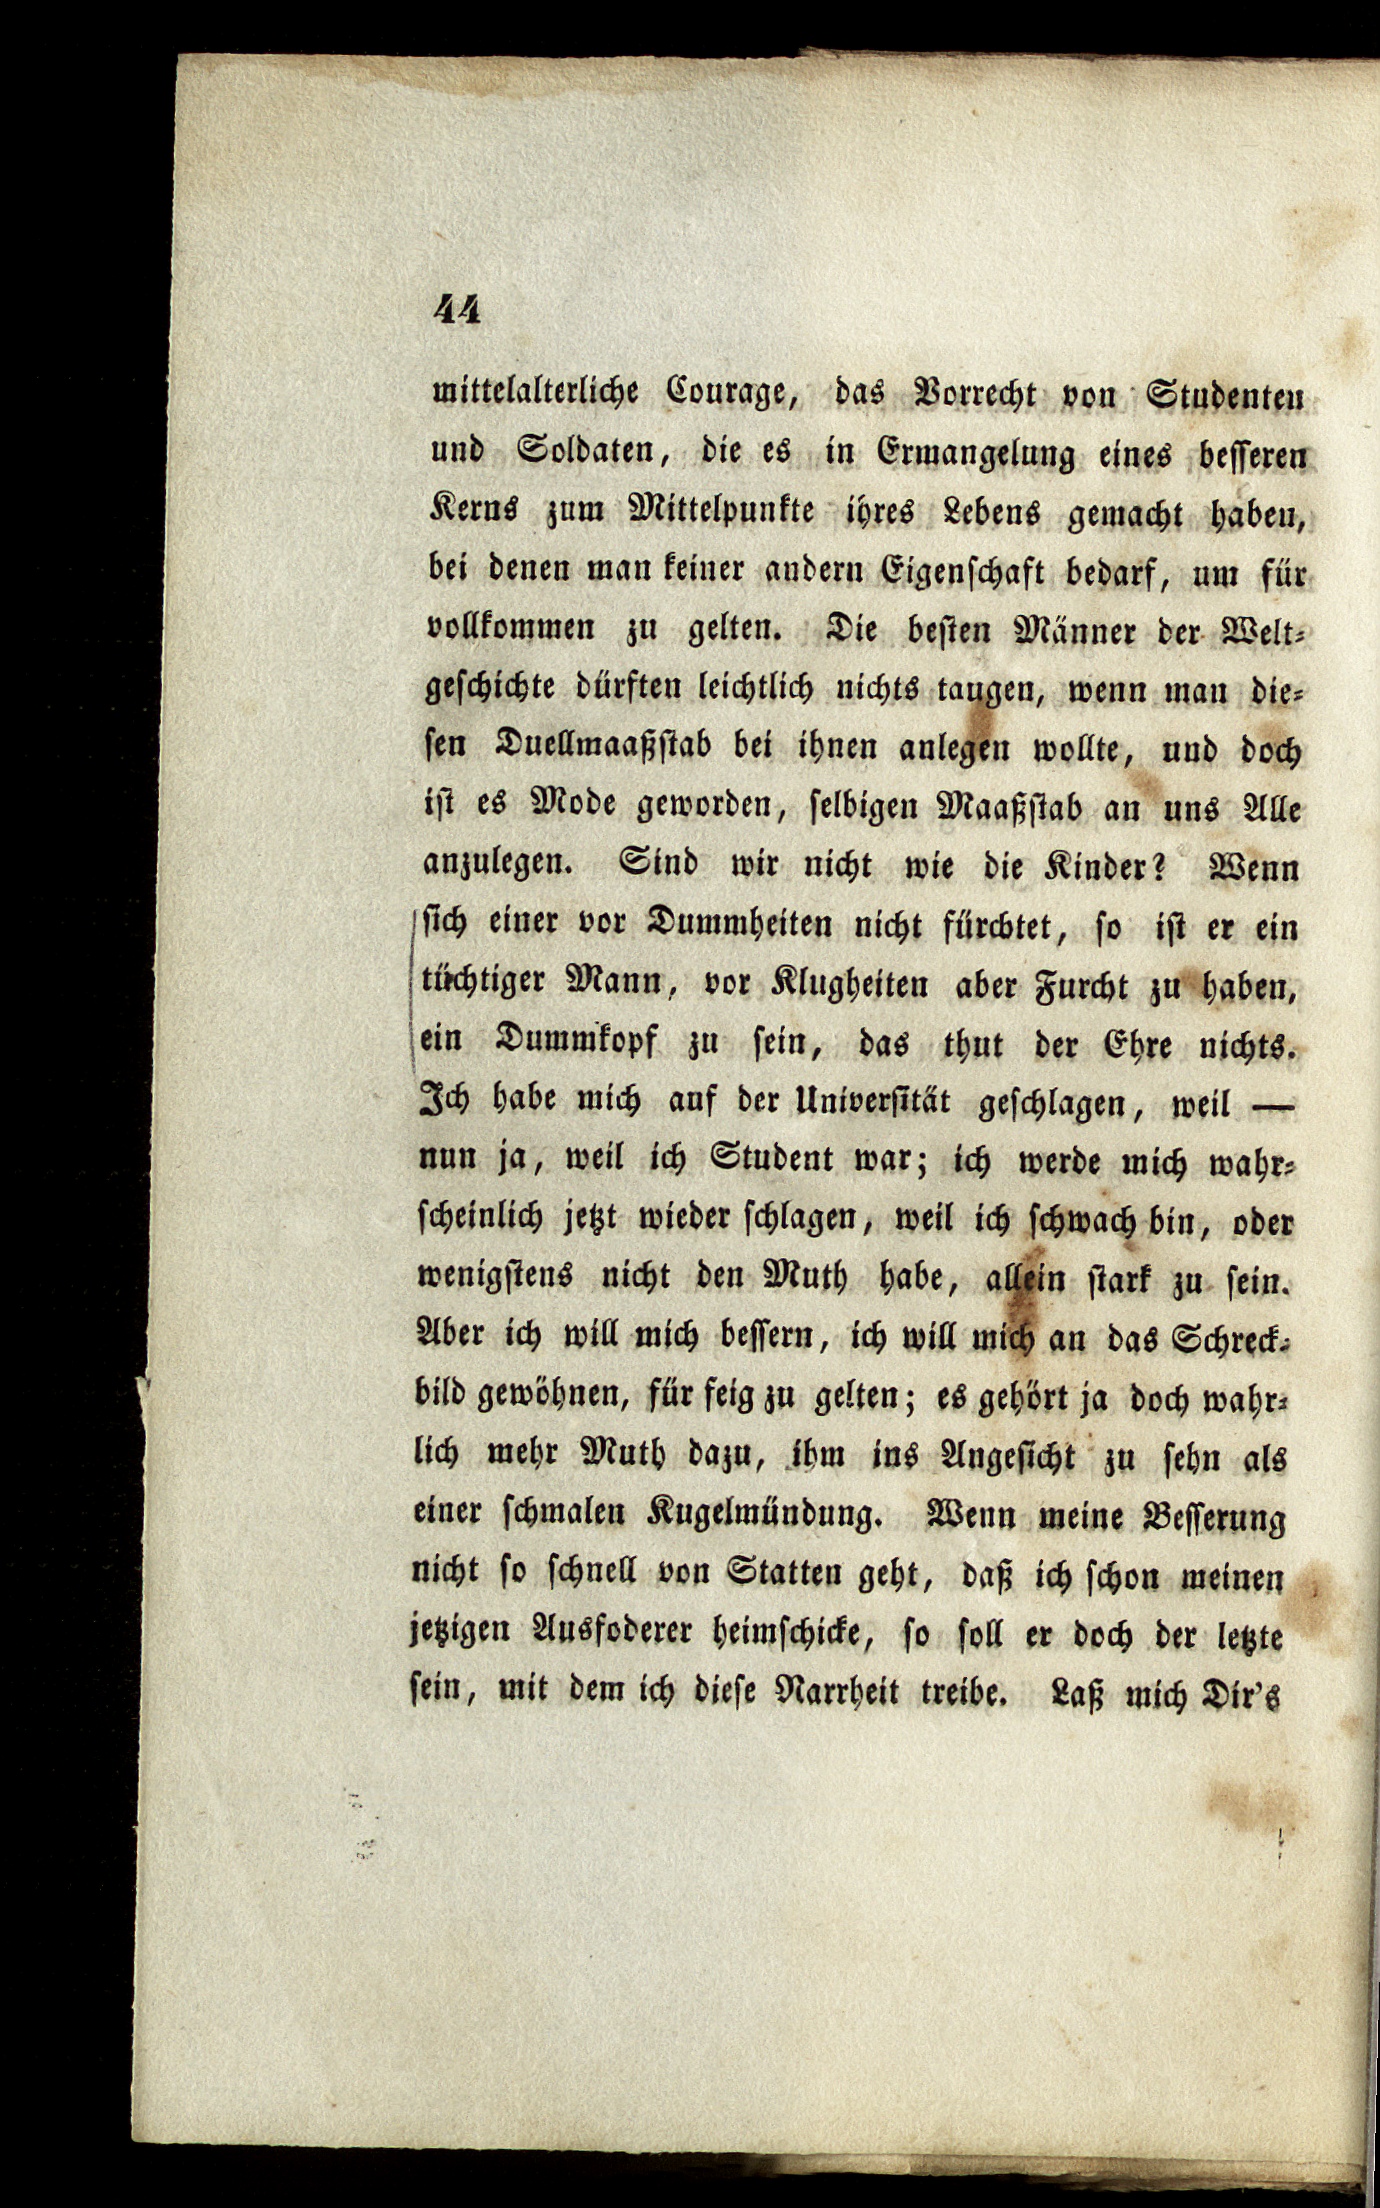 44
mittelalterliche Courage, das Vorrecht von Studenten
und Soldaten, die es in Ermangelung eines besseren
Kerns zum Mittelpunkte ihres Lebens gemacht haben,
bei denen man keiner andern Eigenschaft bedarf, um für
vollkommen zu gelten. Die besten Männer der Welt-
geschichte dürften leichtlich nichts taugen, wenn man die-
sen Duellmaaßstab bei ihnen anlegen wollte, und doch
ist es Mode geworden, selbigen Maaßstab an uns Alle
anzulegen. Sind wir nicht wie die Kinder? Wenn
sich einer vor Dummheiten nicht fürchtet, so ist er ein
tüchtiger Mann, vor Klugheiten aber Furcht zu haben,
ein Dummkopf zu sein, das thut der Ehre nichts.
Ich habe mich auf der Universität geschlagen, weil —
nun ja, weil ich Student war; ich werde mich wahr-
scheinlich jetzt wieder schlagen, weil ich schwach bin, oder
wenigstens nicht den Muth habe, allein stark zu sein.
Aber ich will mich bessern, ich will mich an das Schreck-
bild gewöhnen, für feig zu gelten; es gehört ja doch wahr-
lich mehr Muth dazu, ihm ins Angesicht zu sehn als
einer schmalen Kugelmündung. Wenn meine Besserung
nicht so schnell von Statten geht, daß ich schon meinen
jetzigen Ausfoderer heimschicke, so soll er doch der letzte
sein, mit dem ich diese Narrheit treibe. Laß mich Dir's